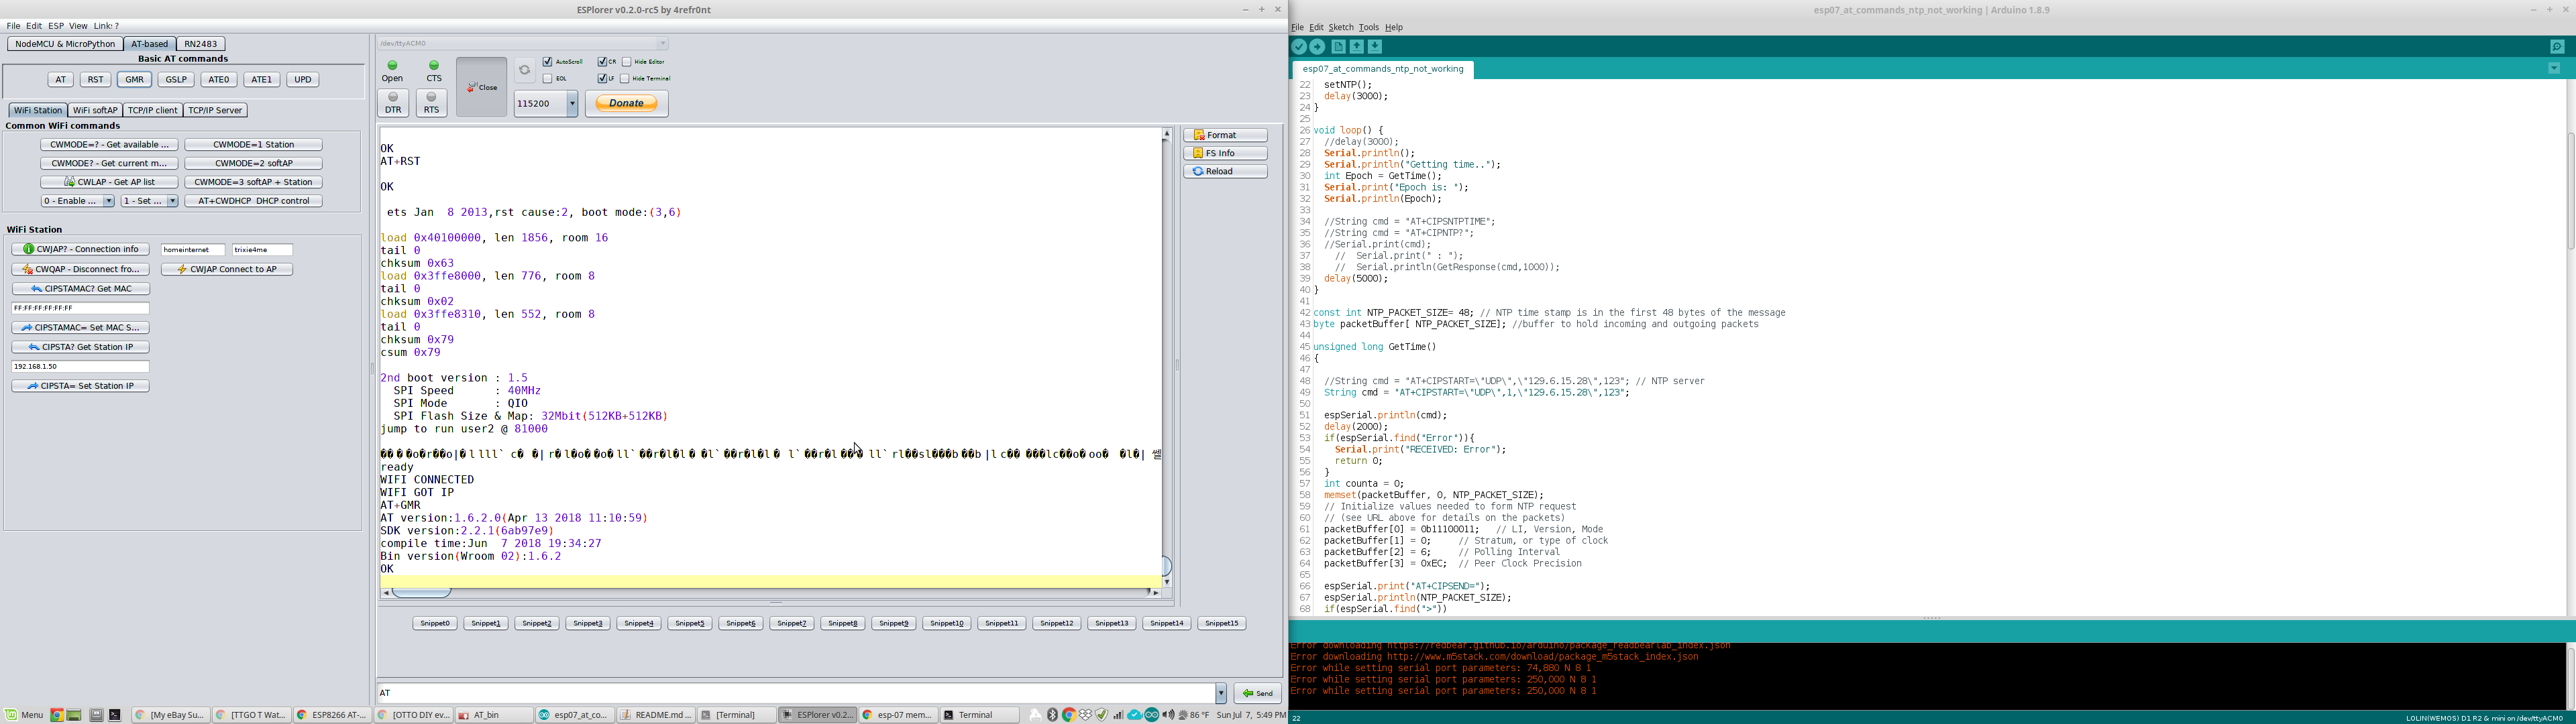 ESPlorer v0.2.0-rc5 by 4refr0nt
File Edit ESP View Links ?
NodeMCU & MicroPython AT-based RN2483
Basic AT commands
AT RST GMR GSLP ATE0 ATE1 UPD
WiFi Station WiFi softAP TCP/IP client TCP/IP Server
Common WiFi commands
CWMODE=? - Get available ... CWMODE=1 Station
CWMODE? - Get current m... CWMODE=2 softAP
CWLAP - Get AP list CWMODE=3 softAP + Station
0 - Enable ... 1 - Set ... AT+CWDHCP DHCP control
WiFi Station
CWJAP? - Connection info homeinternet trixie4me
CWQAP - Disconnect fro... CWJAP Connect to AP
CIPSTAMAC? Get MAC
FF:FF:FF:FF:FF:FF
CIPSTAMAC= Set MAC S...
CIPSTA? Get Station IP
192.168.1.50
CIPSTA= Set Station IP
/dev/ttyACM0
Open CTS Close AutoScroll CR Hide Editor
EOL LF Hide Terminal
DTR RTS 115200 Donate
OK
AT+RST
OK
ets Jan  8 2013,rst cause:2, boot mode:(3,6)
load 0x40100000, len 1856, room 16
tail 0
chksum 0x63
load 0x3ffe8000, len 776, room 8
tail 0
chksum 0x02
load 0x3ffe8310, len 552, room 8
tail 0
chksum 0x79
csum 0x79
2nd boot version : 1.5
SPI Speed      : 40MHz
SPI Mode       : QIO
SPI Flash Size & Map: 32Mbit(512KB+512KB)
jump to run user2 @ 81000
ready
WIFI CONNECTED
WIFI GOT IP
AT+GMR
AT version:1.6.2.0(Apr 13 2018 11:10:59)
SDK version:2.2.1(6ab97e9)
compile time:Jun  7 2018 19:34:27
Bin version(Wroom 02):1.6.2
OK
Format
FS Info
Reload
Snippet0 Snippet1 Snippet2 Snippet3 Snippet4 Snippet5 Snippet6 Snippet7 Snippet8 Snippet9 Snippet10 Snippet11 Snippet12 Snippet13 Snippet14 Snippet15
AT Send
esp07_at_commands_ntp_not_working | Arduino 1.8.9
File Edit Sketch Tools Help
esp07_at_commands_ntp_not_working
22 setNTP();
23 delay(3000);
24 }
25
26 void loop() {
27 //delay(3000);
28 Serial.println();
29 Serial.println("Getting time..");
30 int Epoch = GetTime();
31 Serial.print("Epoch is: ");
32 Serial.println(Epoch);
33
34 //String cmd = "AT+CIPSNTPTIME";
35 //String cmd = "AT+CIPNTP?";
36 //Serial.print(cmd);
37 //  Serial.print(" : ");
38 //  Serial.println(GetResponse(cmd,1000));
39 delay(5000);
40 }
41
42 const int NTP_PACKET_SIZE= 48; // NTP time stamp is in the first 48 bytes of the message
43 byte packetBuffer[ NTP_PACKET_SIZE]; //buffer to hold incoming and outgoing packets
44
45 unsigned long GetTime()
46 {
47
48 //String cmd = "AT+CIPSTART=\"UDP\",\"129.6.15.28\",123"; // NTP server
49 String cmd = "AT+CIPSTART=\"UDP\",1,\"129.6.15.28\",123";
50
51 espSerial.println(cmd);
52 delay(2000);
53 if(espSerial.find("Error")){
54 Serial.print("RECEIVED: Error");
55 return 0;
56 }
57 int counta = 0;
58 memset(packetBuffer, 0, NTP_PACKET_SIZE);
59 // Initialize values needed to form NTP request
60 // (see URL above for details on the packets)
61 packetBuffer[0] = 0b11100011;   // LI, Version, Mode
62 packetBuffer[1] = 0;     // Stratum, or type of clock
63 packetBuffer[2] = 6;     // Polling Interval
64 packetBuffer[3] = 0xEC;  // Peer Clock Precision
65
66 espSerial.print("AT+CIPSEND=");
67 espSerial.println(NTP_PACKET_SIZE);
68 if(espSerial.find(">"))
Error downloading https://redbear.github.io/arduino/package_readbearlab_index.json
Error downloading http://www.m5stack.com/download/package_m5stack_index.json
Error while setting serial port parameters: 74,880 N 8 1
Error while setting serial port parameters: 250,000 N 8 1
Error while setting serial port parameters: 250,000 N 8 1
22 LOLIN(WEMOS) D1 R2 & mini on /dev/ttyACM0
Menu [My eBay Su... [TTGO T Wat... ESP8266 AT-... [OTTO DIY ev... AT_bin esp07_at_co... README.md ... [Terminal] ESPlorer v0.2... esp-07 mem... Terminal 86 °F Sun Jul 7, 5:49 PM